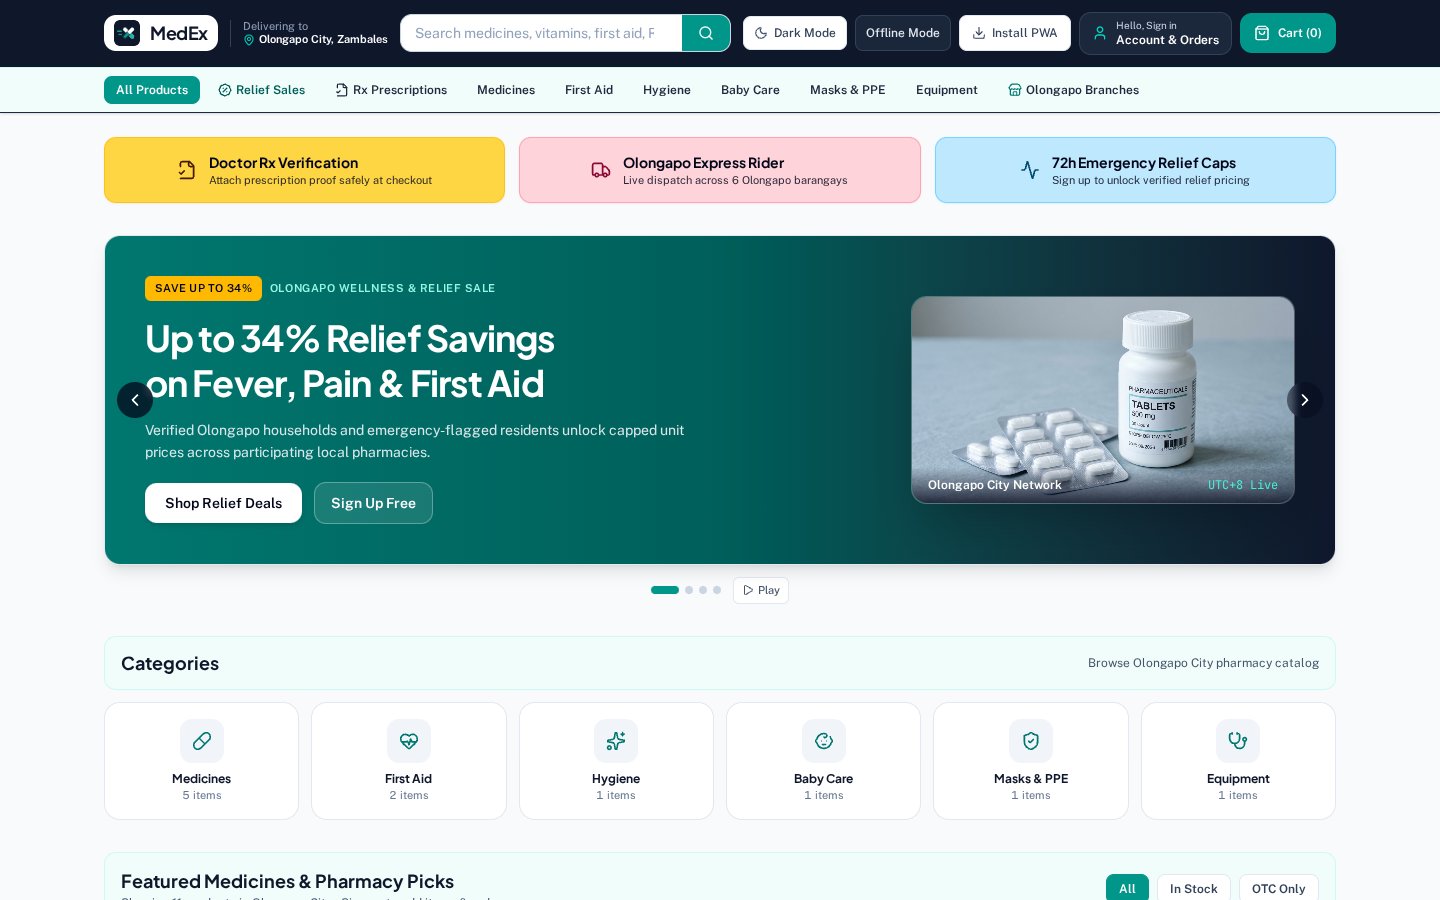 MedEx
Delivering to
Olongapo City, Zambales
Search medicines, vitamins, first aid, F
Dark Mode
Offline Mode
Install PWA
Hello, Sign in
Account & Orders
Cart (0)
All Products
Relief Sales
Rx Prescriptions
Medicines
First Aid
Hygiene
Baby Care
Masks & PPE
Equipment
Olongapo Branches
Doctor Rx Verification
Attach prescription proof safely at checkout
Olongapo Express Rider
Live dispatch across 6 Olongapo barangays
72h Emergency Relief Caps
Sign up to unlock verified relief pricing
SAVE UP TO 34%
OLONGAPO WELLNESS & RELIEF SALE
Up to 34% Relief Savings
on Fever, Pain & First Aid
Verified Olongapo households and emergency-flagged residents unlock capped unit
prices across participating local pharmacies.
Shop Relief Deals
Sign Up Free
PHARMACEUTICALS
TABLETS
500 mg
Olongapo City Network
UTC+8 Live
Play
Categories
Browse Olongapo City pharmacy catalog
Medicines
5 items
First Aid
2 items
Hygiene
1 items
Baby Care
1 items
Masks & PPE
1 items
Equipment
1 items
Featured Medicines & Pharmacy Picks
All
In Stock
OTC Only